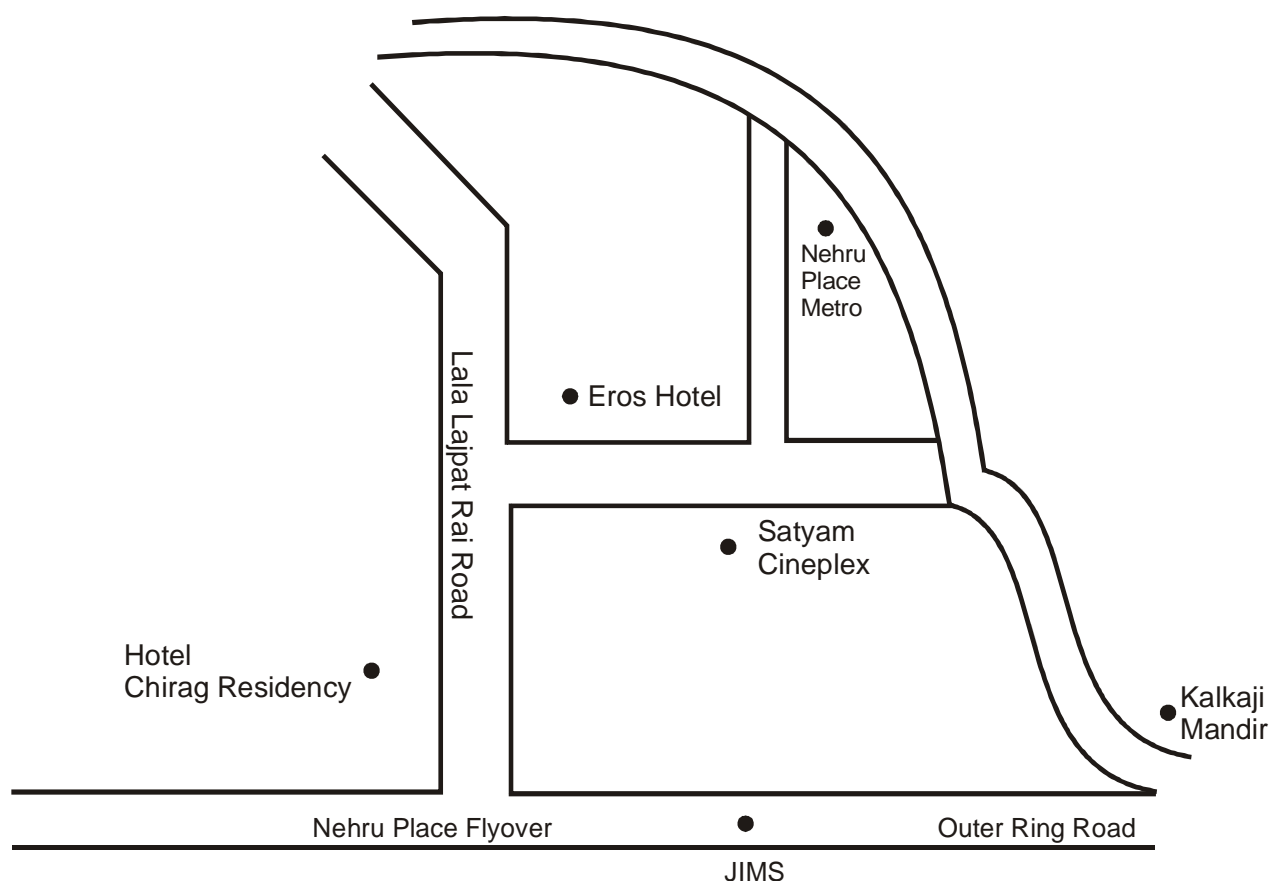 Nehru
Place
Metro
Eros Hotel
Lala Lajpat Rai Road
Satyam
Cineplex
Hotel
Chirag Residency
Kalkaji
Mandir
Nehru Place Flyover
Outer Ring Road
JIMS